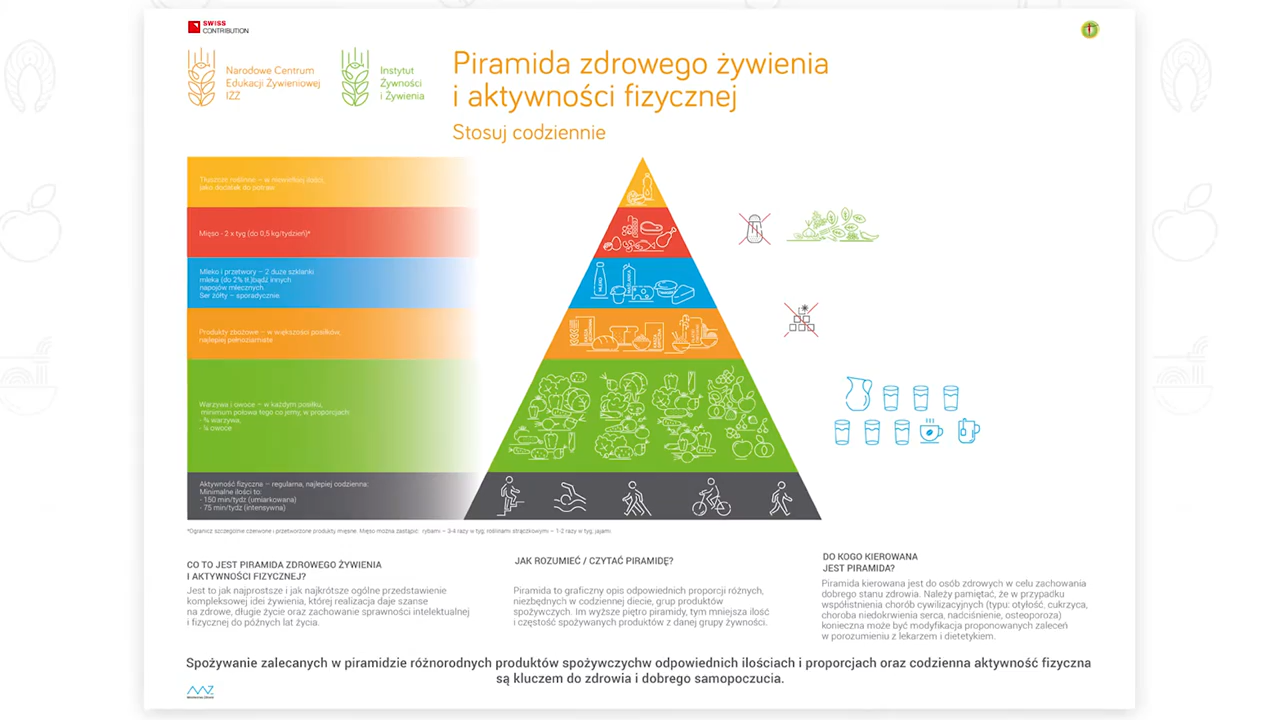 SWISS
CONTRIBUTION
Narodowe Centrum
Edukacji Żywieniowej
IŻŻ
Instytut
Żywności
i Żywienia
Piramida zdrowego żywienia
i aktywności fizycznej
Stosuj codziennie
Tłuszcze roślinne – w niewielkiej ilości,
jako dodatek do potraw.
Mięso - 2 x tyg (do 0,5 kg/tydzień)*
Mleko i przetwory – 2 duże szklanki
mleka (do 2% tł.)bądź innych
napojów mlecznych.
Ser żółty – sporadycznie.
Produkty zbożowe – w większości posiłków,
najlepiej pełnoziarniste
Warzywa i owoce – w każdym posiłku,
minimum połowa tego co jemy, w proporcjach:
- ¾ warzywa,
- ¼ owoce
Aktywność fizyczna – regularna, najlepiej codzienna:
Minimalne ilości to:
- 150 min/tydz (umiarkowana)
- 75 min/tydz (intensywna)
MLEKO
MAŚLANKA
*Ogranicz szczególnie czerwone i przetworzone produkty mięsne. Mięso można zastąpić: rybami – 3-4 razy w tyg, roślinami strączkowymi – 1-2 razy w tyg, jajami
CO TO JEST PIRAMIDA ZDROWEGO ŻYWIENIA
I AKTYWNOŚCI FIZYCZNEJ?
Jest to jak najprostsze i jak najkrótsze ogólne przedstawienie
kompleksowej idei żywienia, której realizacja daje szanse
na zdrowe, długie życie oraz zachowanie sprawności intelektualnej
i fizycznej do późnych lat życia.
JAK ROZUMIEĆ / CZYTAĆ PIRAMIDĘ?
Piramida to graficzny opis odpowiednich proporcji różnych,
niezbędnych w codziennej diecie, grup produktów
spożywczych. Im wyższe piętro piramidy, tym mniejsza ilość
i częstość spożywanych produktów z danej grupy żywności.
DO KOGO KIEROWANA
JEST PIRAMIDA?
Piramida kierowana jest do osób zdrowych w celu zachowania
dobrego stanu zdrowia. Należy pamiętać, że w przypadku
współistnienia chorób cywilizacyjnych (typu: otyłość, cukrzyca,
choroba niedokrwienia serca, nadciśnienie, osteoporoza)
konieczna może być modyfikacja proponowanych zaleceń
w porozumieniu z lekarzem i dietetykiem.
Spożywanie zalecanych w piramidzie różnorodnych produktów spożywczychw odpowiednich ilościach i proporcjach oraz codzienna aktywność fizyczna
są kluczem do zdrowia i dobrego samopoczucia.